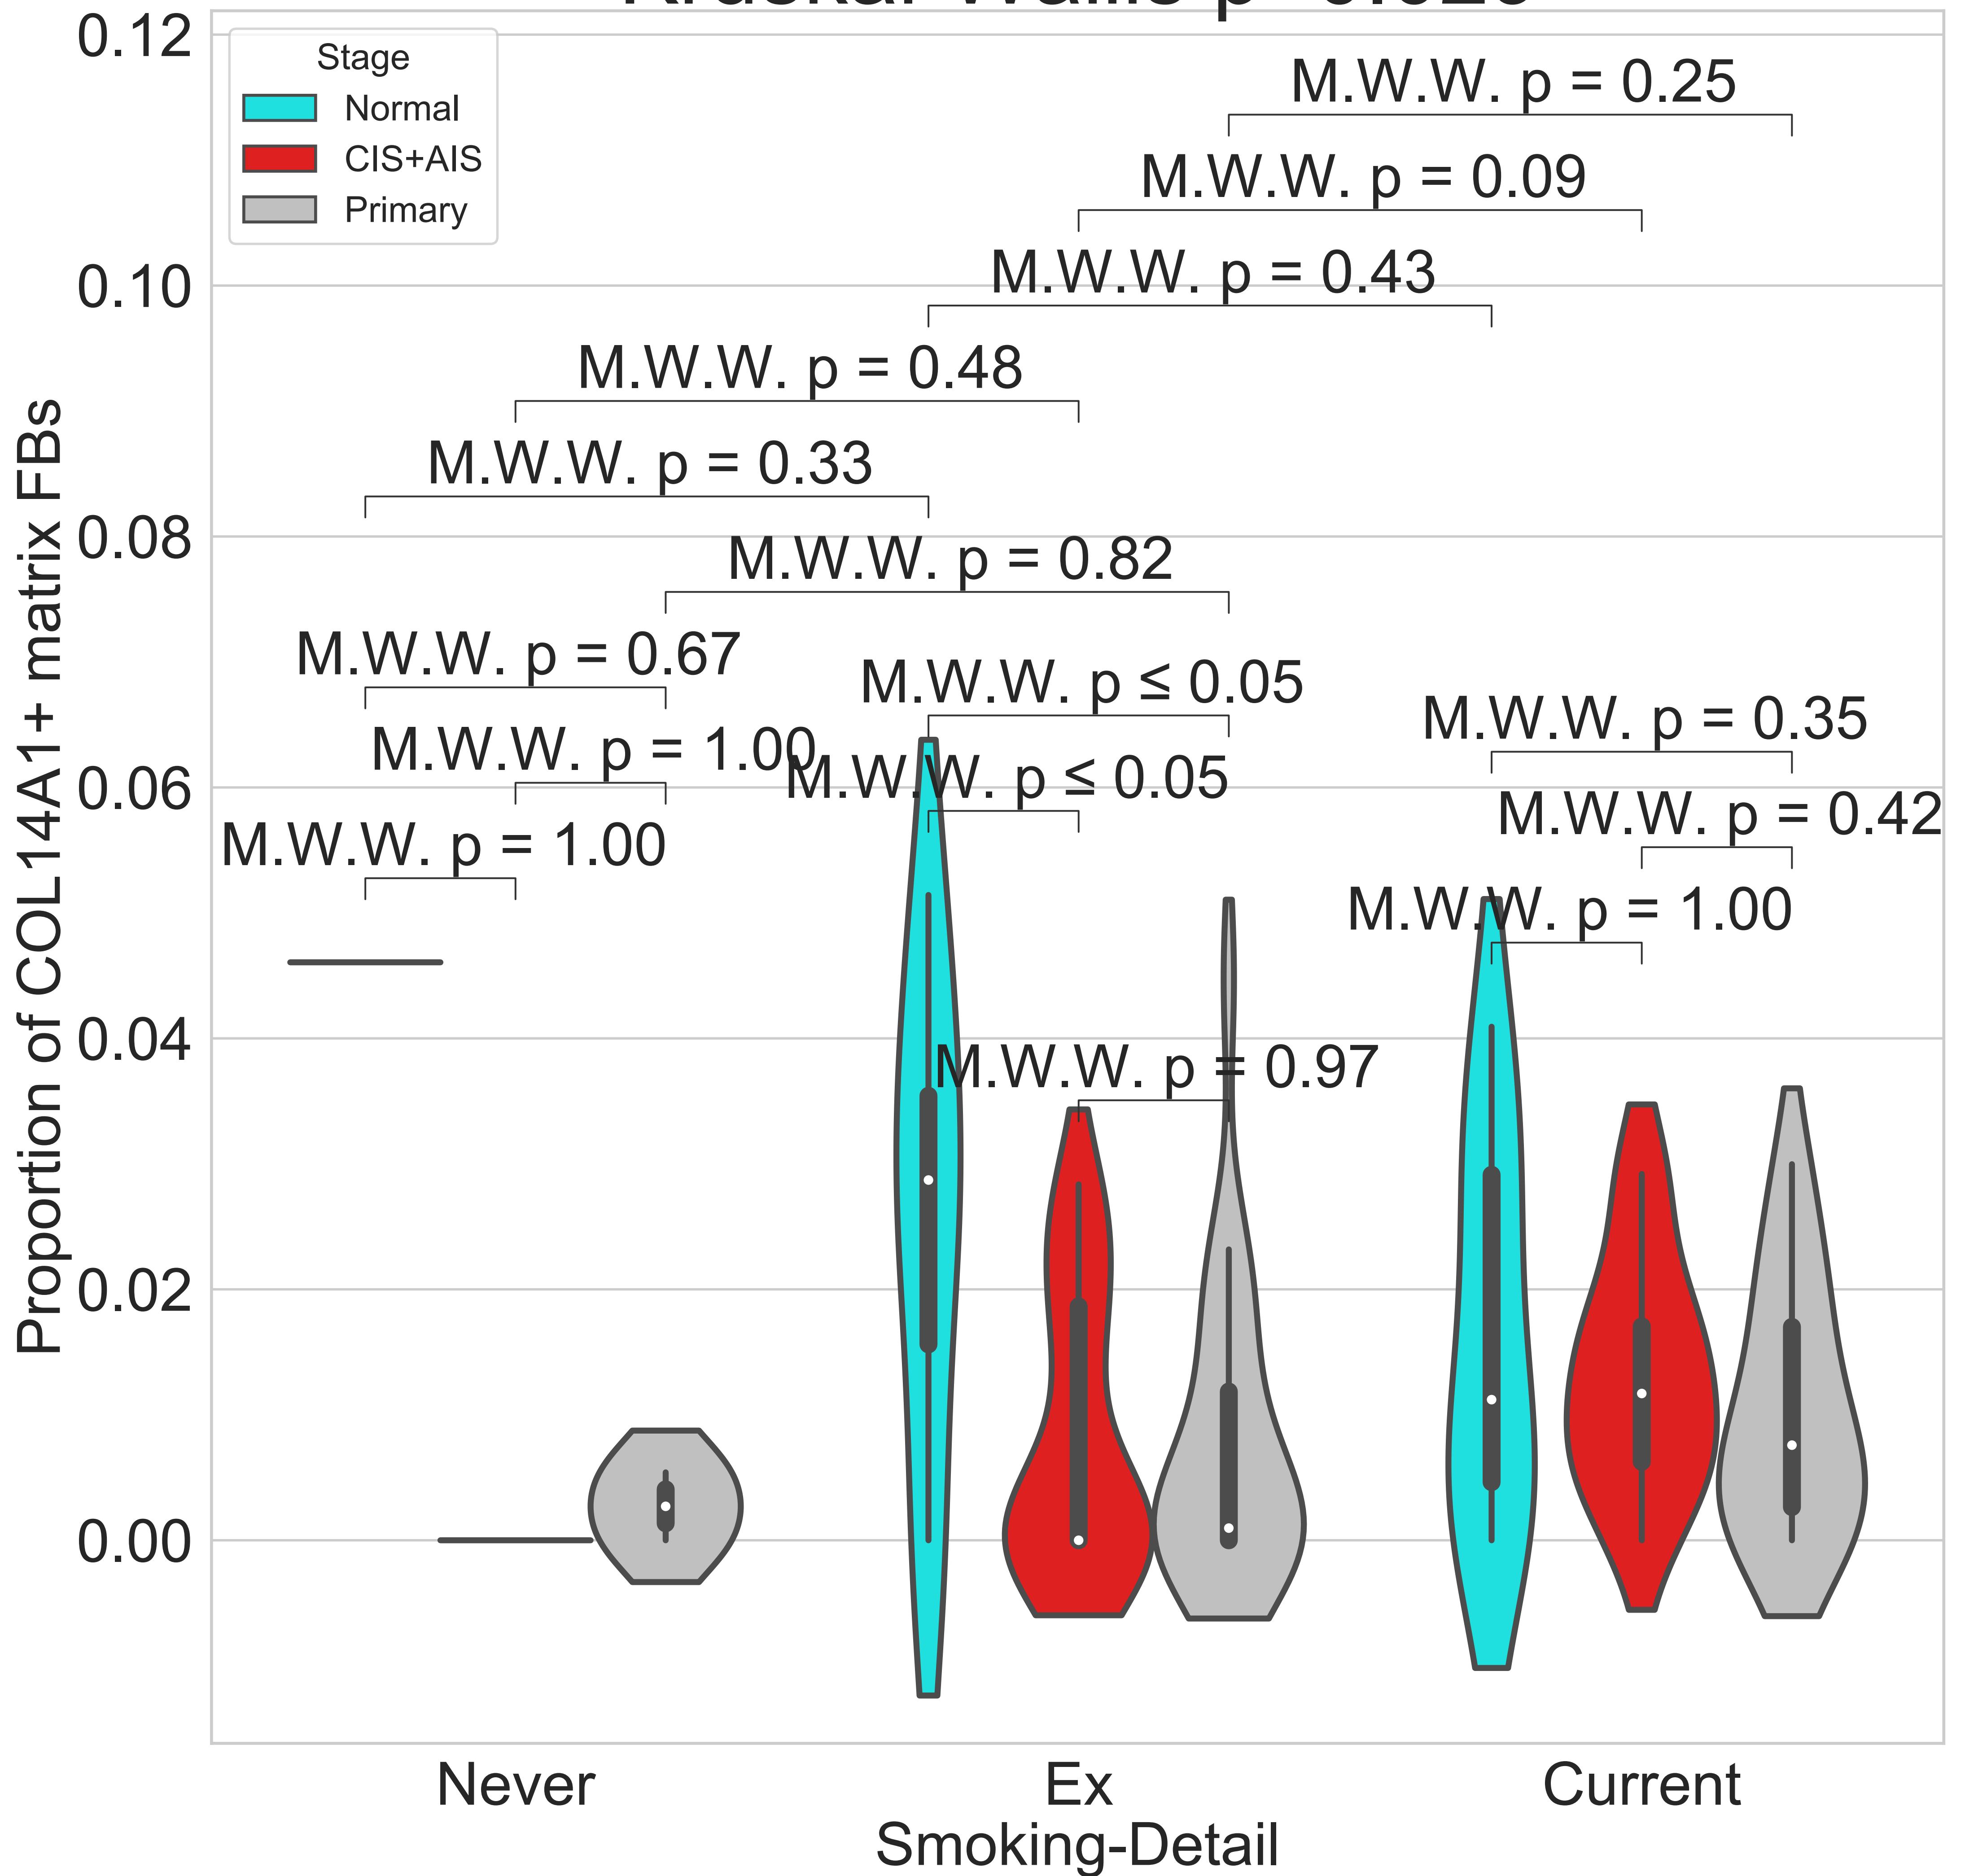 0.12
0.10
0.08
0.06
0.04
0.02
0.00
Proportion of COL14A1+ matrix FBs
Stage
Normal
CIS+AIS
Primary
M.W.W. p = 0.25
M.W.W. p = 0.09
M.W.W. p = 0.43
M.W.W. p = 0.48
M.W.W. p = 0.33
M.W.W. p = 0.82
M.W.W. p = 0.67
M.W.W. p ≤ 0.05
M.W.W. p = 0.35
M.W.W. p = 1.00
M.W.W. p ≤ 0.05
M.W.W. p = 0.42
M.W.W. p = 1.00
M.W.W. p = 1.00
M.W.W. p = 0.97
Never
Ex
Current
Smoking-Detail